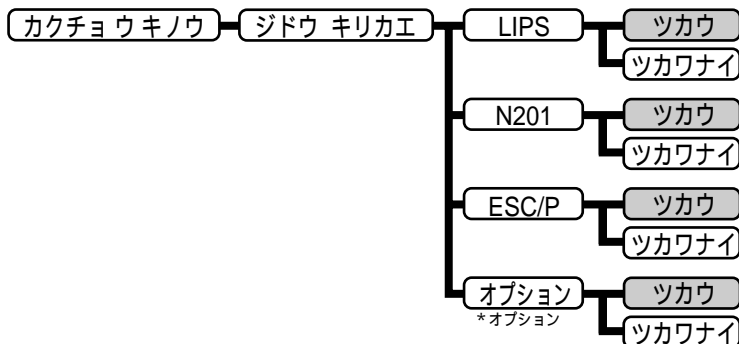 カクチョウキノウ ジドウ キリカエ LIPS ツカウ
ツカワナイ
N201 ツカウ
ツカワナイ
ESC/P ツカウ
ツカワナイ
オプション ツカウ
*オプション
ツカワナイ